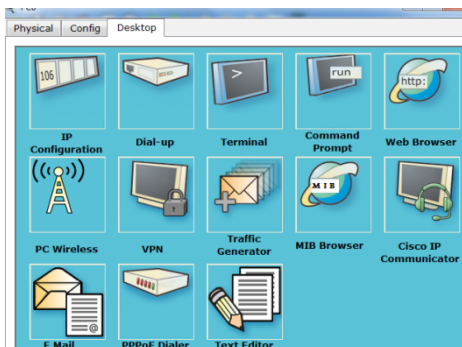 Physical Config Desktop
106
>
run
http:
IP
Configuration
Dial-up
Terminal
Command
Prompt
Web Browser
MIB
PC Wireless
VPN
Traffic
Generator
MIB Browser
Cisco IP
Communicator
@
E Mail
PPPoE Dialer
Text Editor